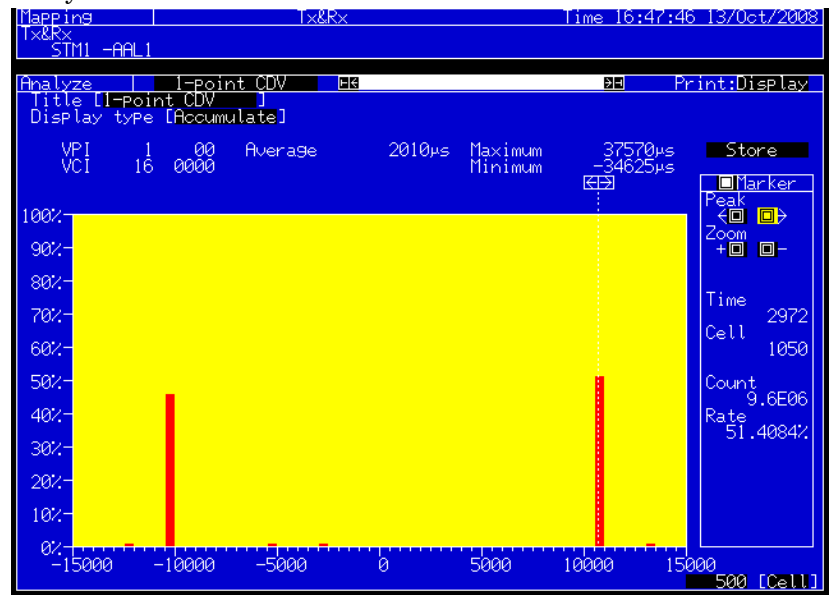 Mapping Tx&Rx Time 16:47:46 13/Oct/2008
Tx&Rx
STM1 -AAL1
Analyze 1-point CDV Print:Display
Title [1-point CDV ]
Display type [Accumulate]
VPI 1 00 Average 2010µs Maximum 37570µs Store
VCI 16 0000 Minimum -34625µs
Marker
Peak
Zoom
+ -
Time
2972
Cell
1050
Count
9.6E06
Rate
51.4084%
100%
90%
80%
70%
60%
50%
40%
30%
20%
10%
0%
-15000 -10000 -5000 0 5000 10000 15000
500 [Cell]